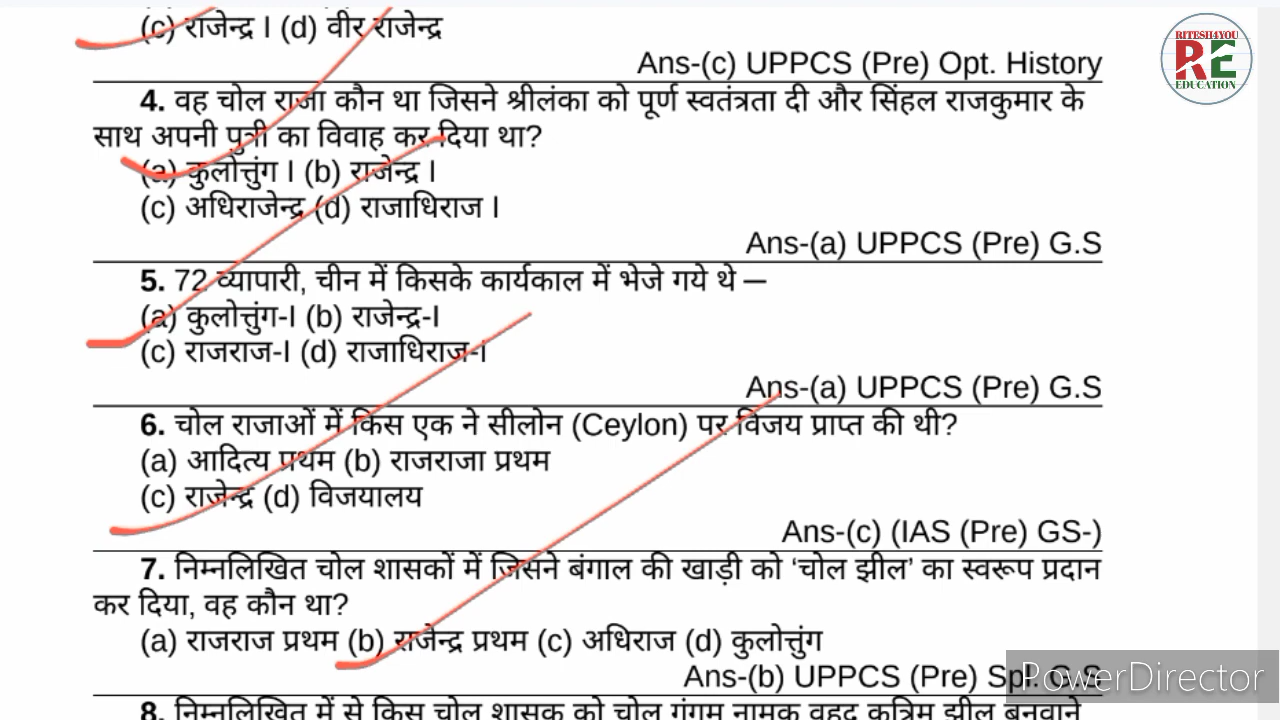 (c) राजेन्द्र I (d) वीर राजेन्द्र
Ans-(c) UPPCS (Pre) Opt. History
4. वह चोल राजा कौन था जिसने श्रीलंका को पूर्ण स्वतंत्रता दी और सिंहल राजकुमार के
साथ अपनी पुत्री का विवाह कर दिया था?
(a) कुलोत्तुंग I (b) राजेन्द्र I
(c) अधिराजेन्द्र (d) राजाधिराज I
Ans-(a) UPPCS (Pre) G.S
5. 72 व्यापारी, चीन में किसके कार्यकाल में भेजे गये थे —
(a) कुलोत्तुंग-I (b) राजेन्द्र-I
(c) राजराज-I (d) राजाधिराज-I
Ans-(a) UPPCS (Pre) G.S
6. चोल राजाओं में किस एक ने सीलोन (Ceylon) पर विजय प्राप्त की थी?
(a) आदित्य प्रथम (b) राजराजा प्रथम
(c) राजेन्द्र (d) विजयालय
Ans-(c) (IAS (Pre) GS-)
7. निम्नलिखित चोल शासकों में जिसने बंगाल की खाड़ी को ‘चोल झील’ का स्वरूप प्रदान
कर दिया, वह कौन था?
(a) राजराज प्रथम (b) राजेन्द्र प्रथम (c) अधिराज (d) कुलोत्तुंग
Ans-(b) UPPCS (Pre) Spl. G.S
8. निम्नलिखित में से किस चोल शासक को चोल गंगम नामक वृहद कृत्रिम झील बनवाने
RITESH4YOU
RE
EDUCATION
PowerDirector